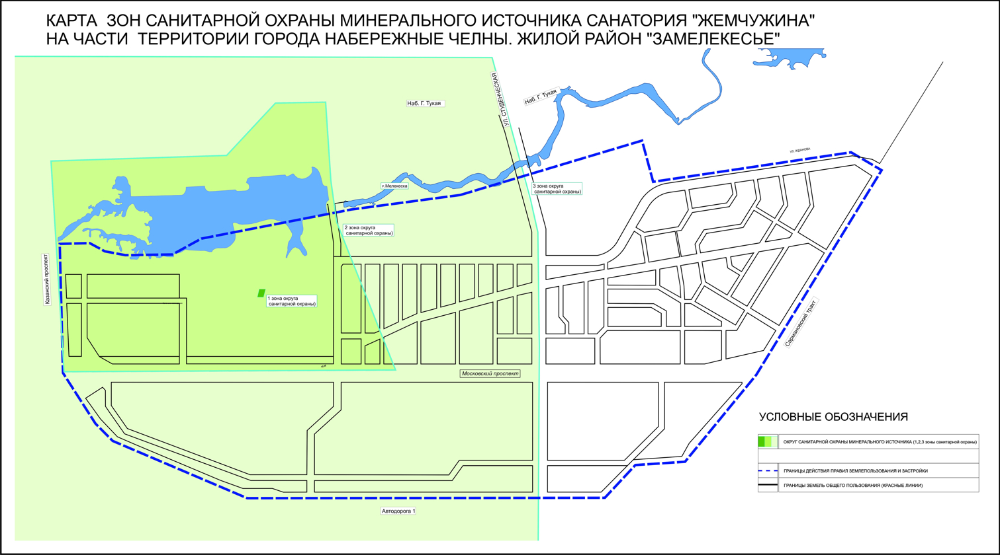 КАРТА ЗОН САНИТАРНОЙ ОХРАНЫ МИНЕРАЛЬНОГО ИСТОЧНИКА САНАТОРИЯ "ЖЕМЧУЖИНА"
НА ЧАСТИ ТЕРРИТОРИИ ГОРОДА НАБЕРЕЖНЫЕ ЧЕЛНЫ. ЖИЛОЙ РАЙОН "ЗАМЕЛЕКЕСЬЕ"
Наб. Г. Тукая
УЛ. СТУДЕНЧЕСКАЯ
Наб. Г. Тукая
УЛ. ЖДАНОВА
р.Мелекеска
3 зона округа
санитарной охраны)
2 зона округа
санитарной охраны)
Казанский проспект
1 зона округа
санитарной охраны)
Сармановский тракт
Московский проспект
Автодорога 1
УСЛОВНЫЕ ОБОЗНАЧЕНИЯ
ОКРУГ САНИТАРНОЙ ОХРАНЫ МИНЕРАЛЬНОГО ИСТОЧНИКА (1,2,3 зоны санитарной охраны)
ГРАНИЦЫ ДЕЙСТВИЯ ПРАВИЛ ЗЕМЛЕПОЛЬЗОВАНИЯ И ЗАСТРОЙКИ
ГРАНИЦЫ ЗЕМЕЛЬ ОБЩЕГО ПОЛЬЗОВАНИЯ (КРАСНЫЕ ЛИНИИ)